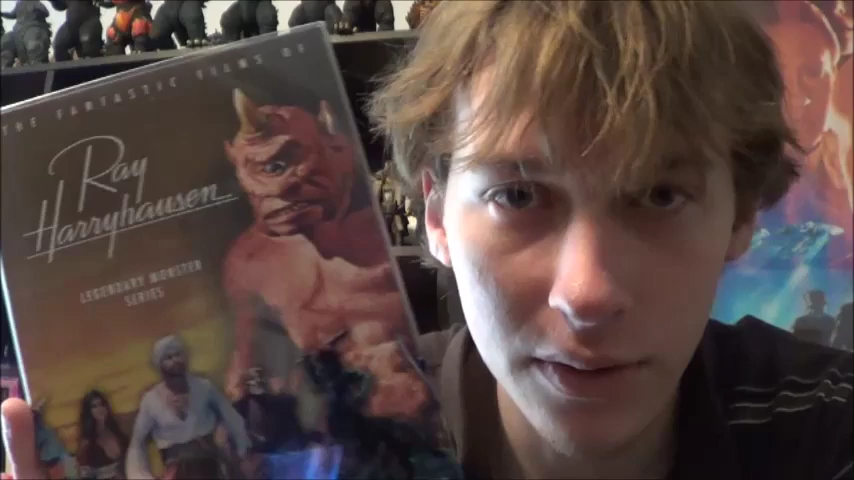 THE FANTASTIC FILMS OF
Ray
Harryhausen
LEGENDARY MONSTER
SERIES